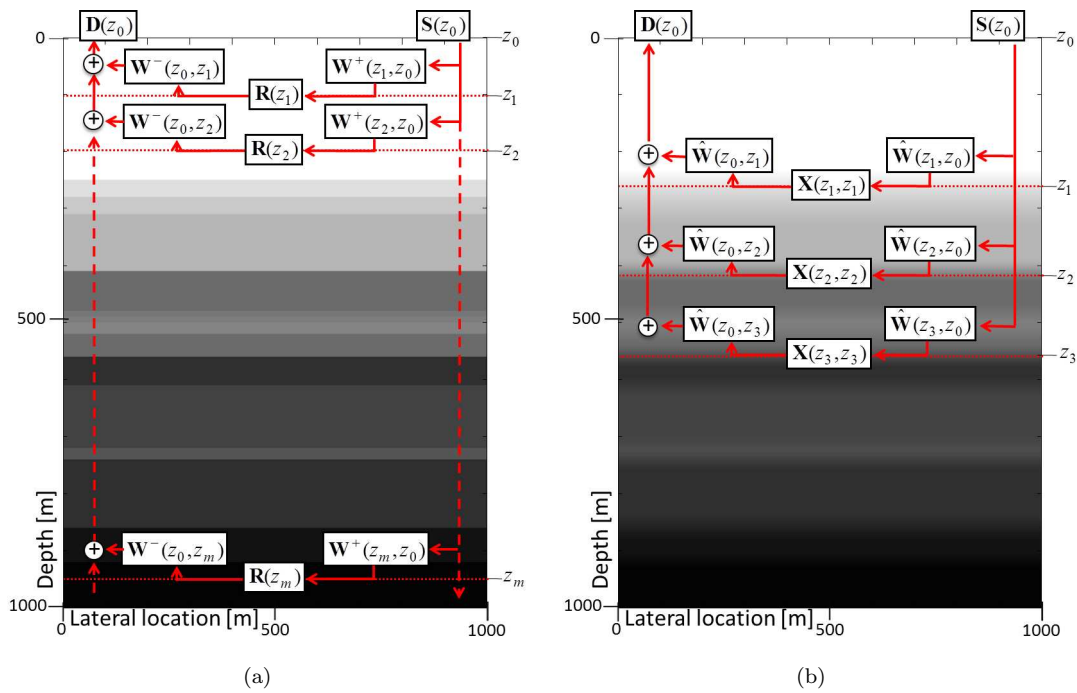 D(z₀)
S(z₀)
0
z₀
W⁻(z₀,z₁)
W⁺(z₁,z₀)
R(z₁)
z₁
W⁻(z₀,z₂)
W⁺(z₂,z₀)
R(z₂)
z₂
500
Depth [m]
W⁻(z₀,zₘ)
W⁺(zₘ,z₀)
R(zₘ)
zₘ
1000
Lateral location [m]
0
500
1000
(a)
D(z₀)
S(z₀)
0
z₀
Ŵ(z₀,z₁)
Ŵ(z₁,z₀)
X(z₁,z₁)
z₁
Ŵ(z₀,z₂)
Ŵ(z₂,z₀)
X(z₂,z₂)
z₂
500
Ŵ(z₀,z₃)
Ŵ(z₃,z₀)
X(z₃,z₃)
z₃
Depth [m]
1000
Lateral location [m]
0
500
1000
(b)